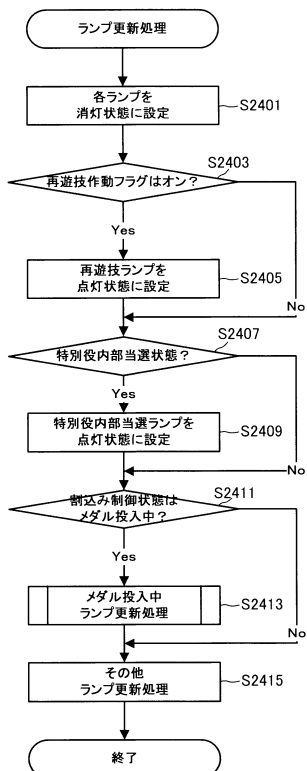 ランプ更新処理
各ランプを
消灯状態に設定
S2401
S2403
再遊技作動フラグはオン？
Yes
再遊技ランプを
点灯状態に設定
S2405
No
S2407
特別役内部当選状態？
Yes
特別役内部当選ランプを
点灯状態に設定
S2409
No
S2411
割込み制御状態は
メダル投入中？
Yes
メダル投入中
ランプ更新処理
S2413
No
その他
ランプ更新処理
S2415
終了